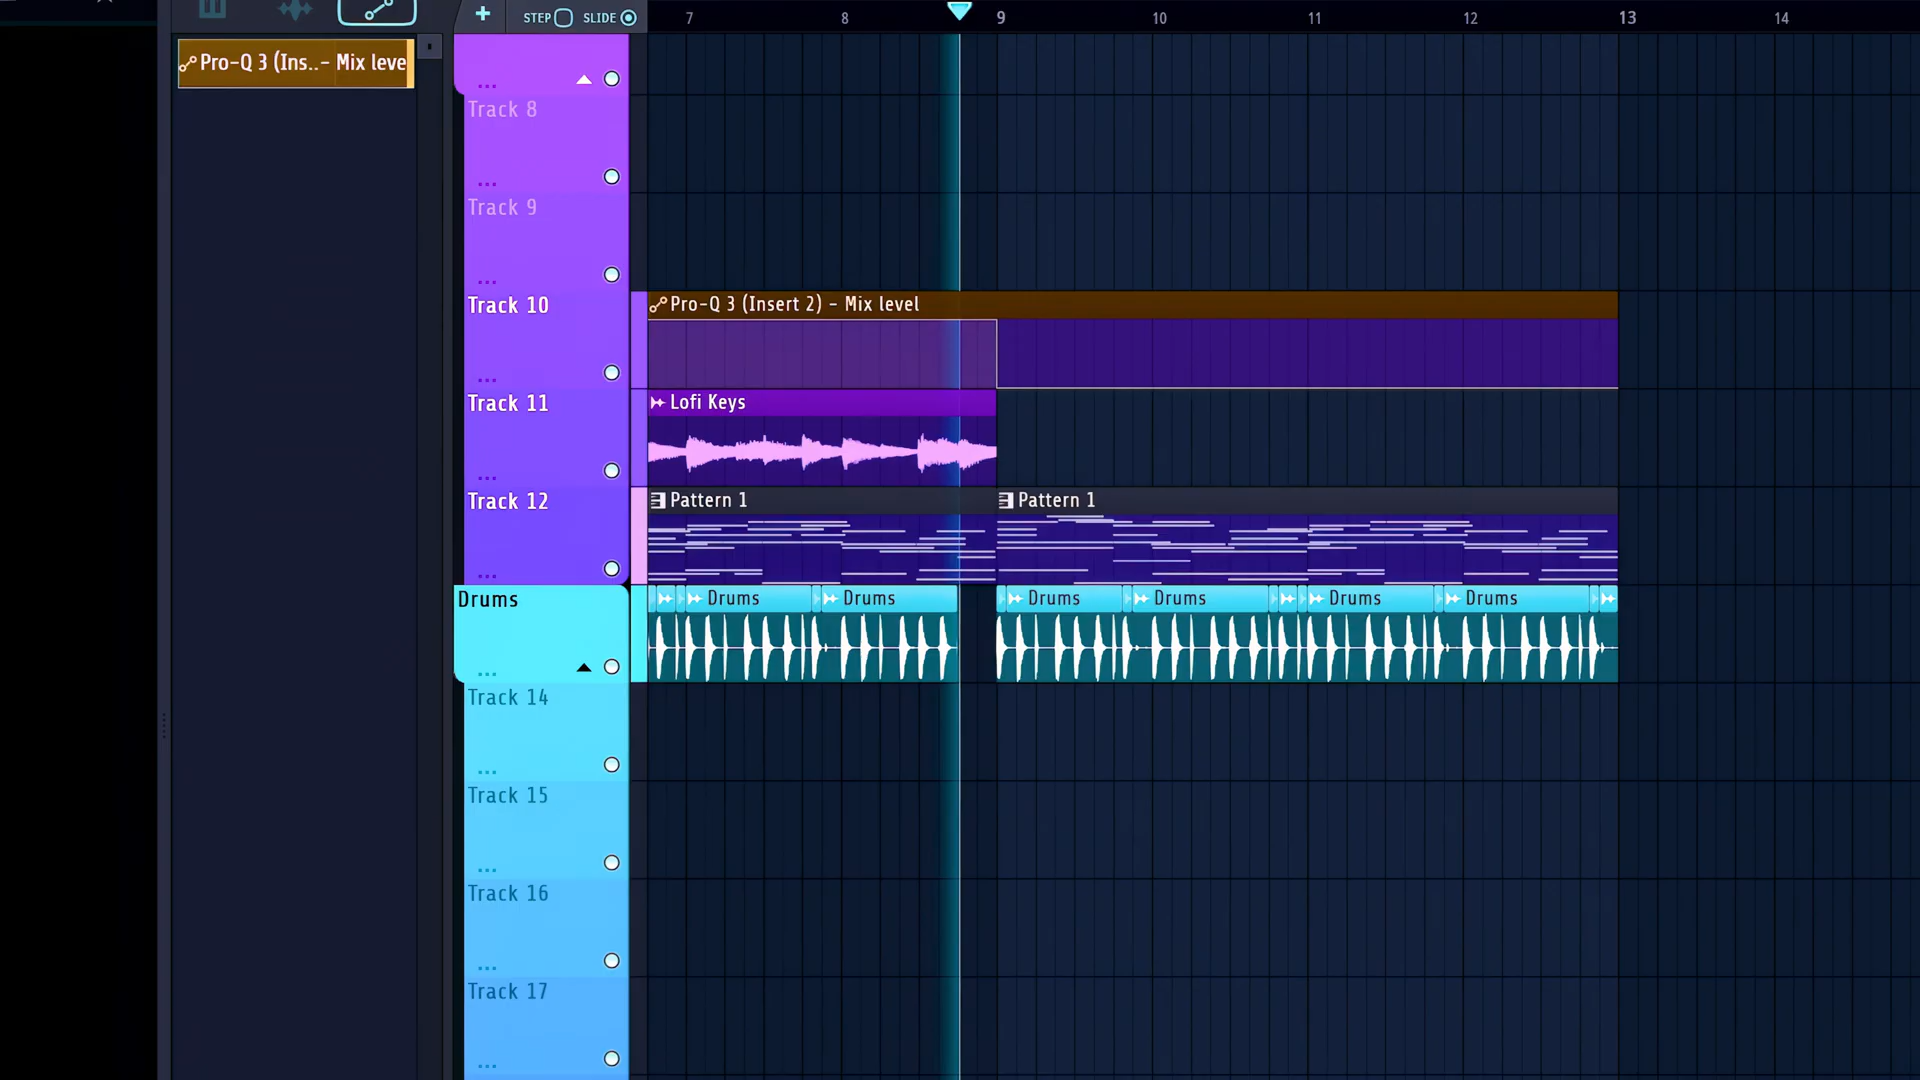 STEP SLIDE 7 8 9 10 11 12 13 14
Pro-Q 3 (Ins..- Mix leve
Track 8
Track 9
Track 10
Pro-Q 3 (Insert 2) - Mix level
Track 11
Lofi Keys
Track 12
Pattern 1 Pattern 1
Drums
Drums Drums Drums Drums Drums Drums
Track 14
Track 15
Track 16
Track 17